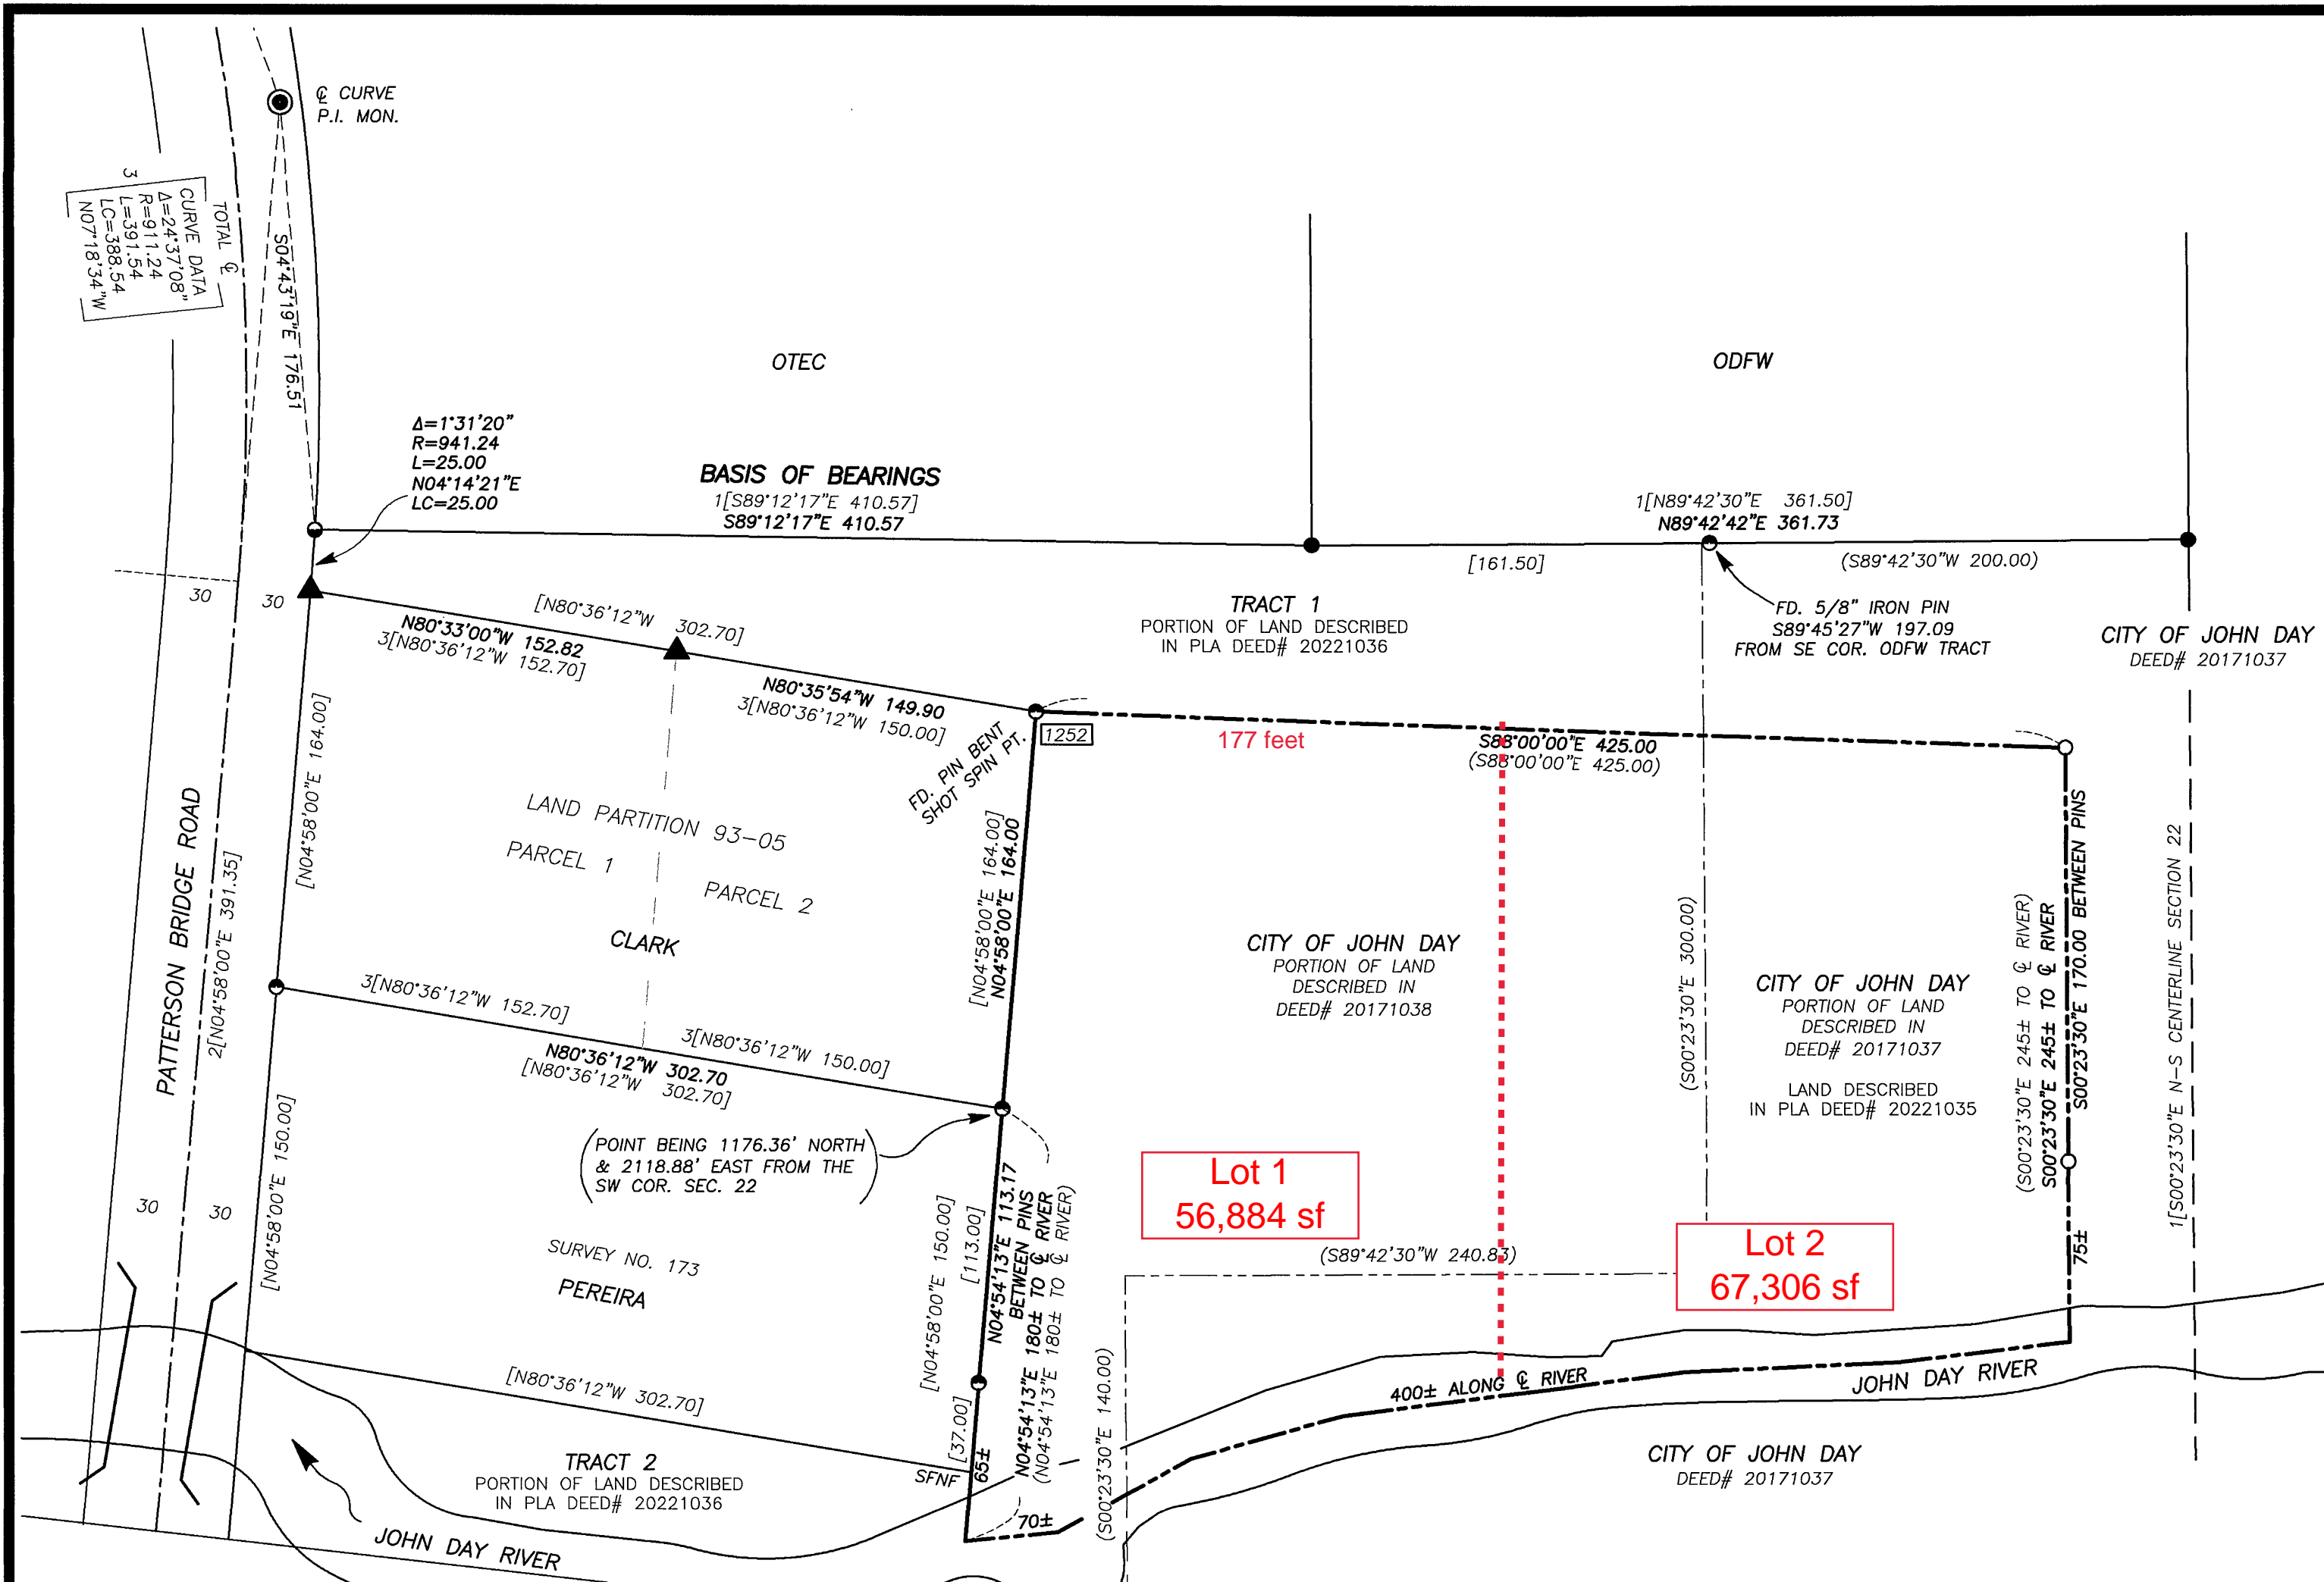 ℄ CURVE
P.I. MON.
TOTAL ℄
CURVE DATA
Δ=24°37'08"
R=911.24
3 L=391.54
LC=388.54
N07°18'34"W
S04°43'19"E 176.51
OTEC
ODFW
Δ=1°31'20"
R=941.24
L=25.00
N04°14'21"E
LC=25.00
BASIS OF BEARINGS
1[S89°12'17"E 410.57]
S89°12'17"E 410.57
1[N89°42'30"E 361.50]
N89°42'42"E 361.73
[161.50]
(S89°42'30"W 200.00)
30
30
[N80°36'12"W 302.70]
N80°33'00"W 152.82
3[N80°36'12"W 152.70]
TRACT 1
PORTION OF LAND DESCRIBED
IN PLA DEED# 20221036
FD. 5/8" IRON PIN
S89°45'27"W 197.09
FROM SE COR. ODFW TRACT
CITY OF JOHN DAY
DEED# 20171037
N80°35'54"W 149.90
3[N80°36'12"W 150.00]
FD. PIN BENT
SHOT SPIN PT.
1252
177 feet
S88°00'00"E 425.00
(S88°00'00"E 425.00)
[N04°58'00"E 164.00]
PATTERSON BRIDGE ROAD
2[N04°58'00"E 391.35]
LAND PARTITION 93-05
PARCEL 1
PARCEL 2
CLARK
[N04°58'00"E 164.00]
N04°58'00"E 164.00
CITY OF JOHN DAY
PORTION OF LAND
DESCRIBED IN
DEED# 20171038
(S00°23'30"E 300.00)
CITY OF JOHN DAY
PORTION OF LAND
DESCRIBED IN
DEED# 20171037
LAND DESCRIBED
IN PLA DEED# 20221035
(S00°23'30"E 245± TO ℄ RIVER)
S00°23'30"E 245± TO ℄ RIVER
S00°23'30"E 170.00 BETWEEN PINS
75±
1[S00°23'30"E N-S CENTERLINE SECTION 22
3[N80°36'12"W 152.70]
3[N80°36'12"W 150.00]
N80°36'12"W 302.70
[N80°36'12"W 302.70]
(POINT BEING 1176.36' NORTH
& 2118.88' EAST FROM THE
SW COR. SEC. 22)
[N04°58'00"E 150.00]
30
30
SURVEY NO. 173
PEREIRA
[N04°58'00"E 150.00]
[113.00]
N04°54'13"E 113.17
BETWEEN PINS
N04°54'13"E 180± TO ℄ RIVER
(N04°54'13"E 180± TO ℄ RIVER)
Lot 1
56,884 sf
(S89°42'30"W 240.83)
Lot 2
67,306 sf
[N80°36'12"W 302.70]
[37.00]
65±
SFNF
70±
(S00°23'30"E 140.00)
400± ALONG ℄ RIVER
JOHN DAY RIVER
CITY OF JOHN DAY
DEED# 20171037
TRACT 2
PORTION OF LAND DESCRIBED
IN PLA DEED# 20221036
JOHN DAY RIVER